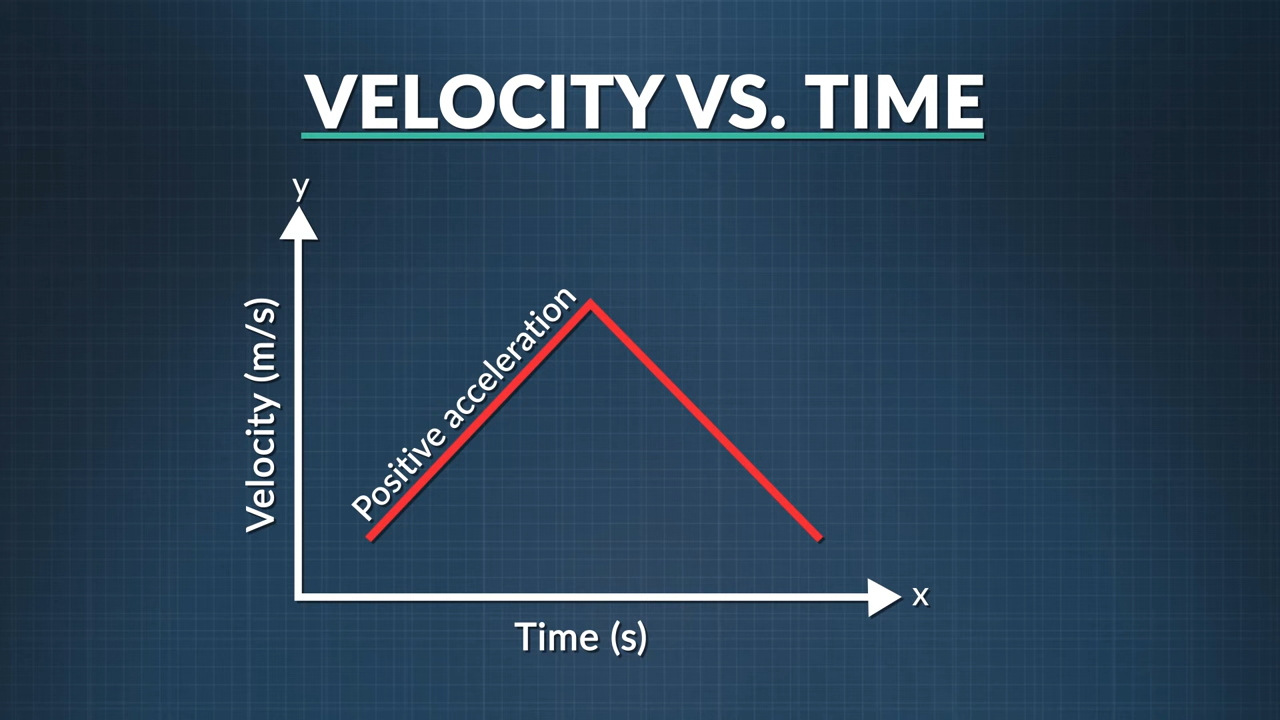 VELOCITY VS. TIME
y
Velocity (m/s)
Positive acceleration
x
Time (s)